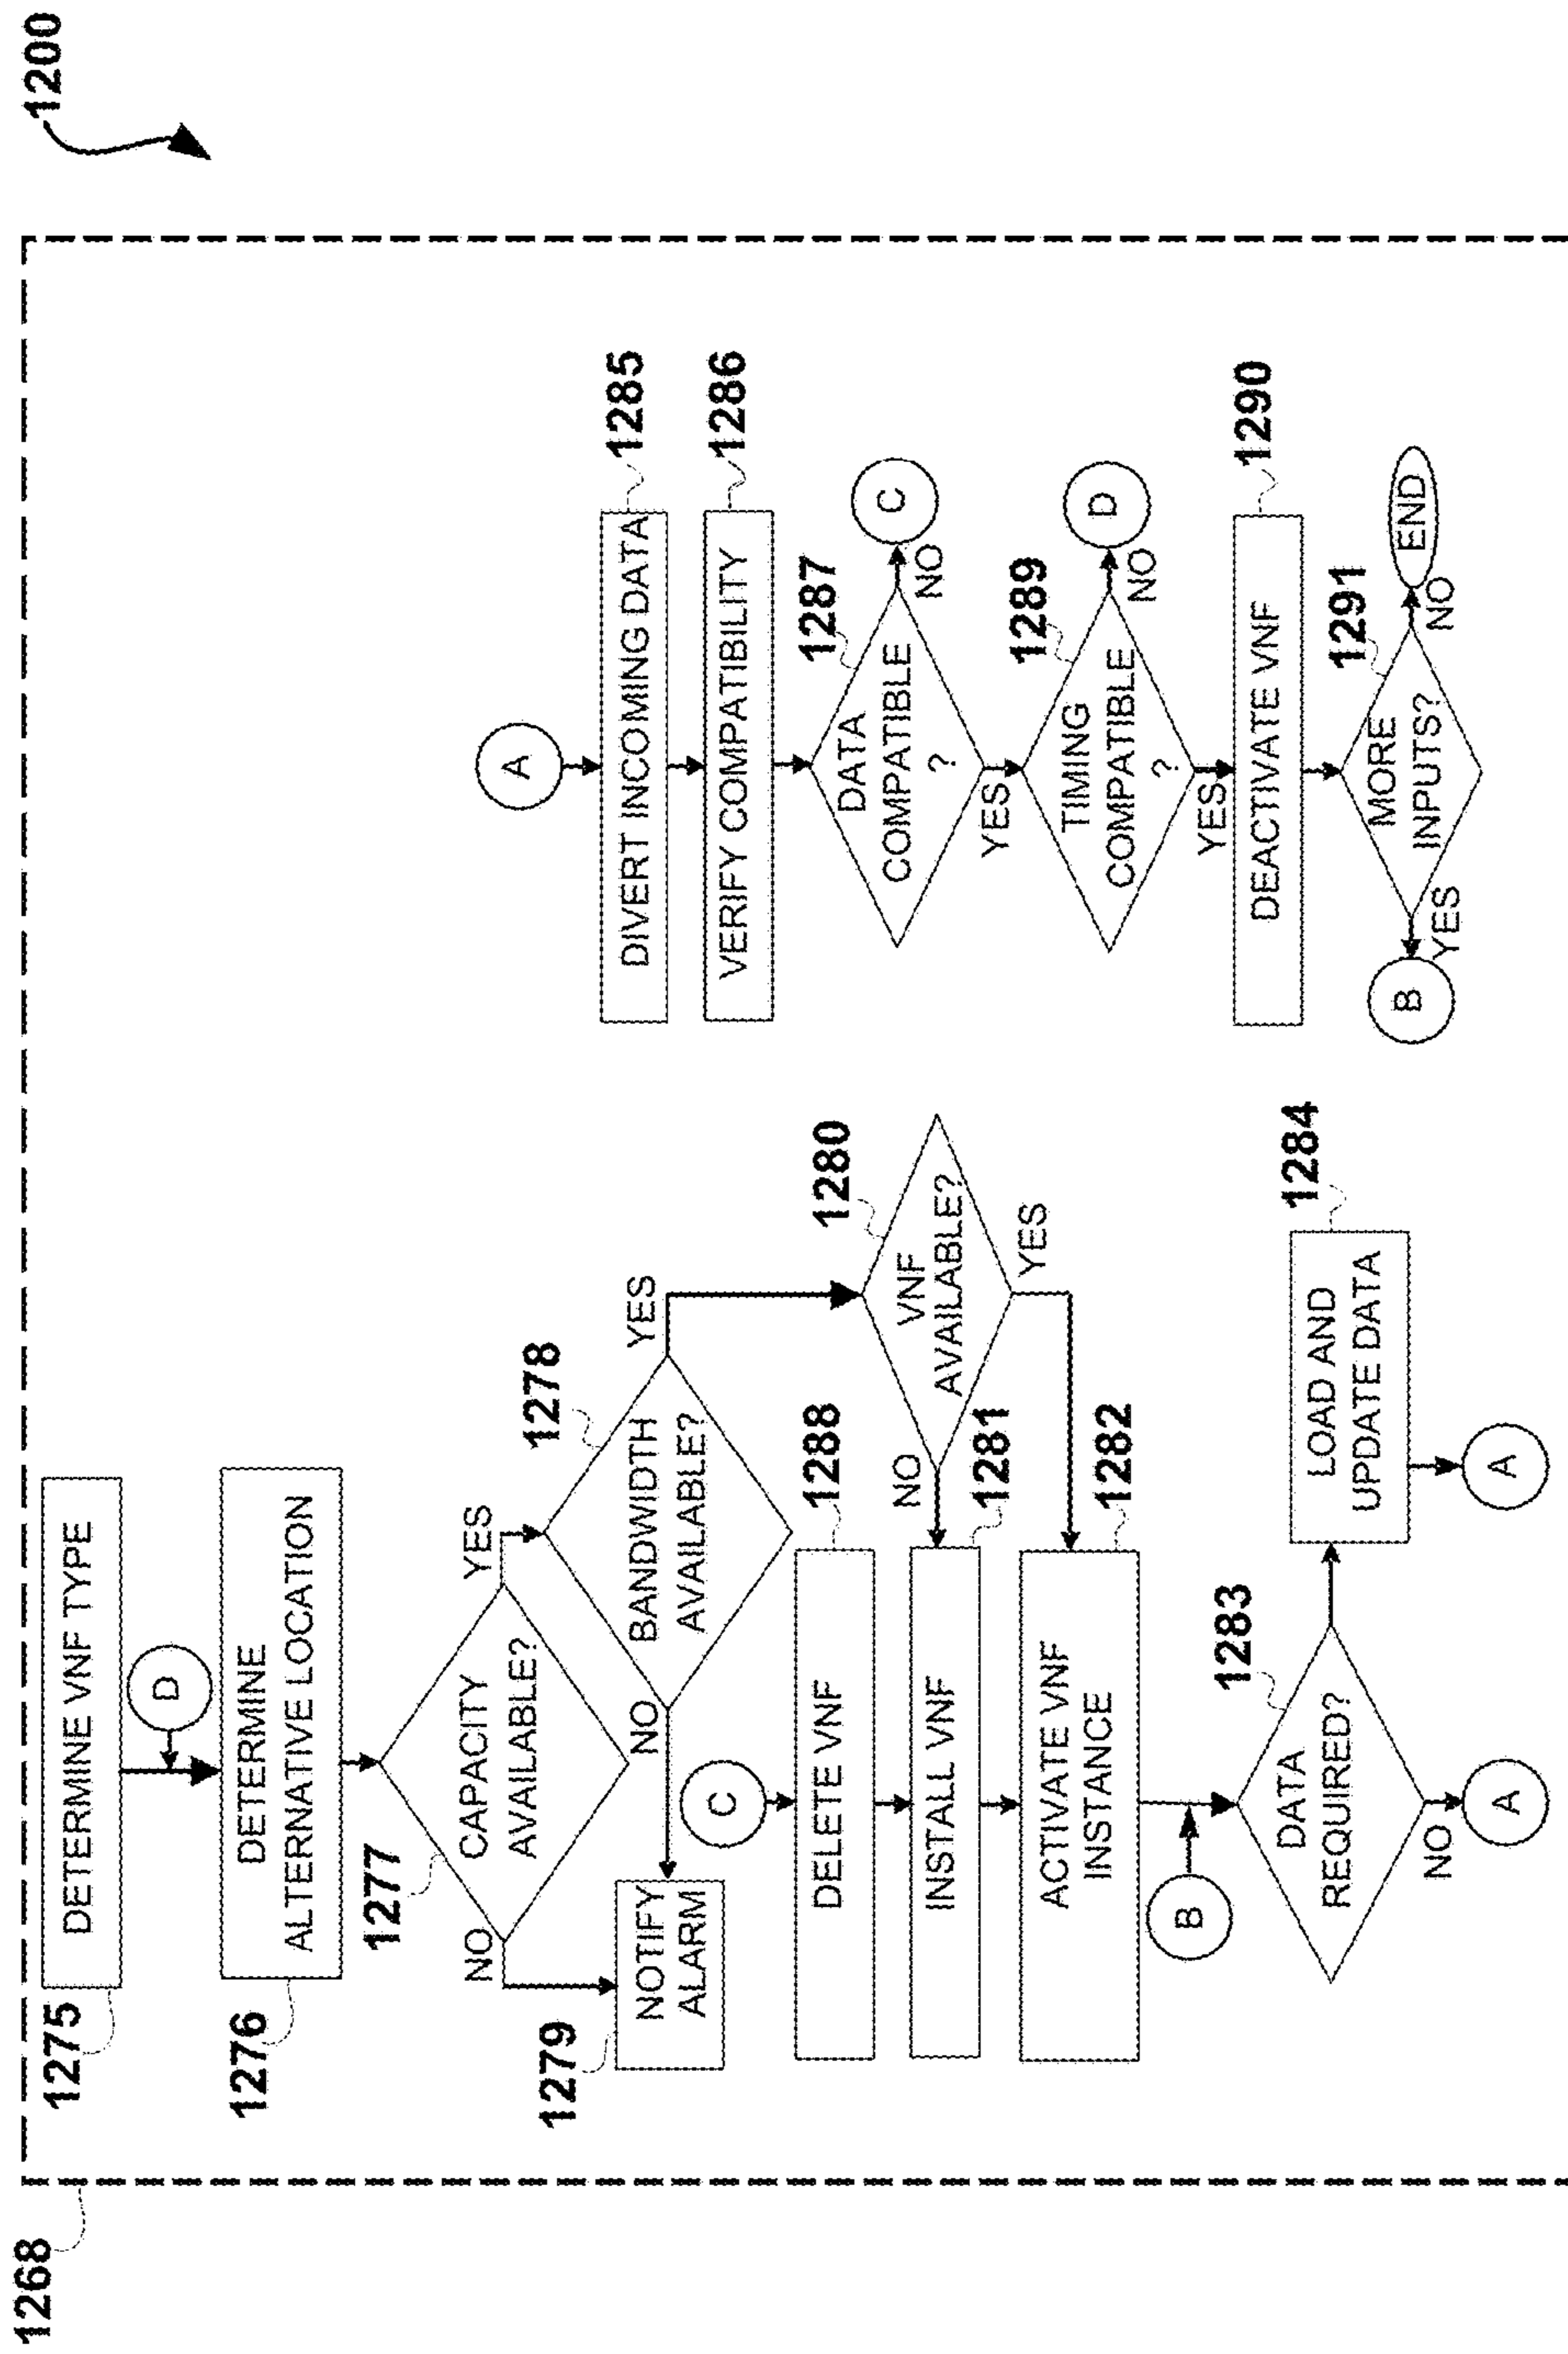 1200
1268
1275
DETERMINE VNF TYPE
D
1276
DETERMINE
ALTERNATIVE LOCATION
1277
CAPACITY
AVAILABLE?
NO
YES
1278
BANDWIDTH
AVAILABLE?
NO
YES
1279
NOTIFY
ALARM
C
1288
DELETE VNF
1280
VNF
AVAILABLE?
NO
YES
1281
INSTALL VNF
1282
ACTIVATE VNF
INSTANCE
B
1283
DATA
REQUIRED?
NO
A
1284
LOAD AND
UPDATE DATA
A
A
1285
DIVERT INCOMING DATA
1286
VERIFY COMPATIBILITY
1287
DATA
COMPATIBLE
?
NO
C
YES
1289
TIMING
COMPATIBLE
?
NO
D
YES
1290
DEACTIVATE VNF
1291
MORE
INPUTS?
YES
B
NO
END